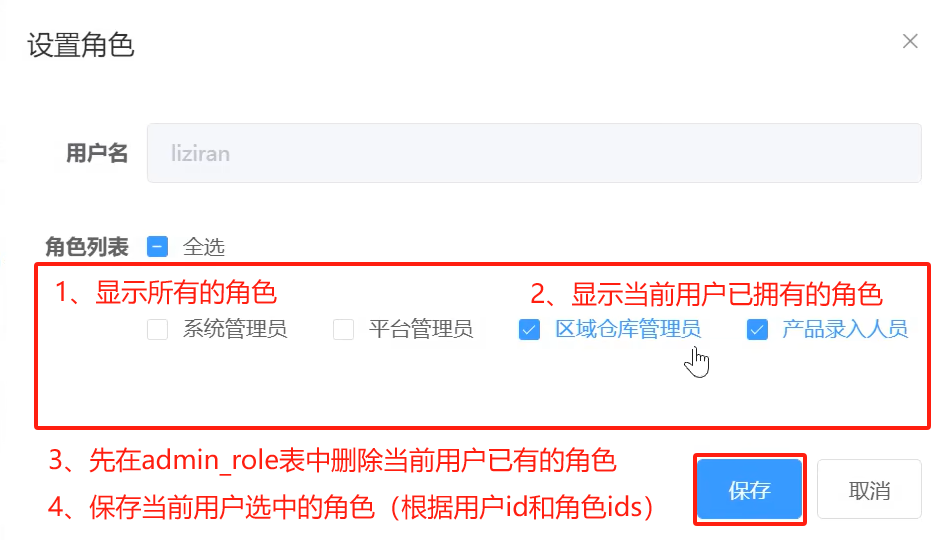 设置角色
用户名 liziran
角色列表 全选
1、显示所有的角色 2、显示当前用户已拥有的角色
系统管理员 平台管理员 区域仓库管理员 产品录入人员
3、先在admin_role表中删除当前用户已有的角色
4、保存当前用户选中的角色（根据用户id和角色ids）
保存 取消